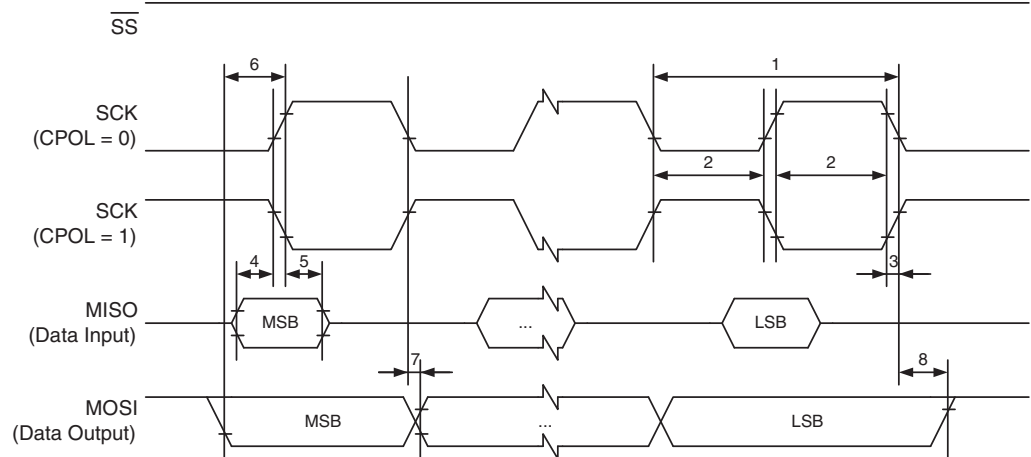 SS
6
1
SCK
(CPOL = 0)
2
2
SCK
(CPOL = 1)
4
5
3
MISO
(Data Input)
MSB
...
LSB
7
8
MOSI
(Data Output)
MSB
...
LSB